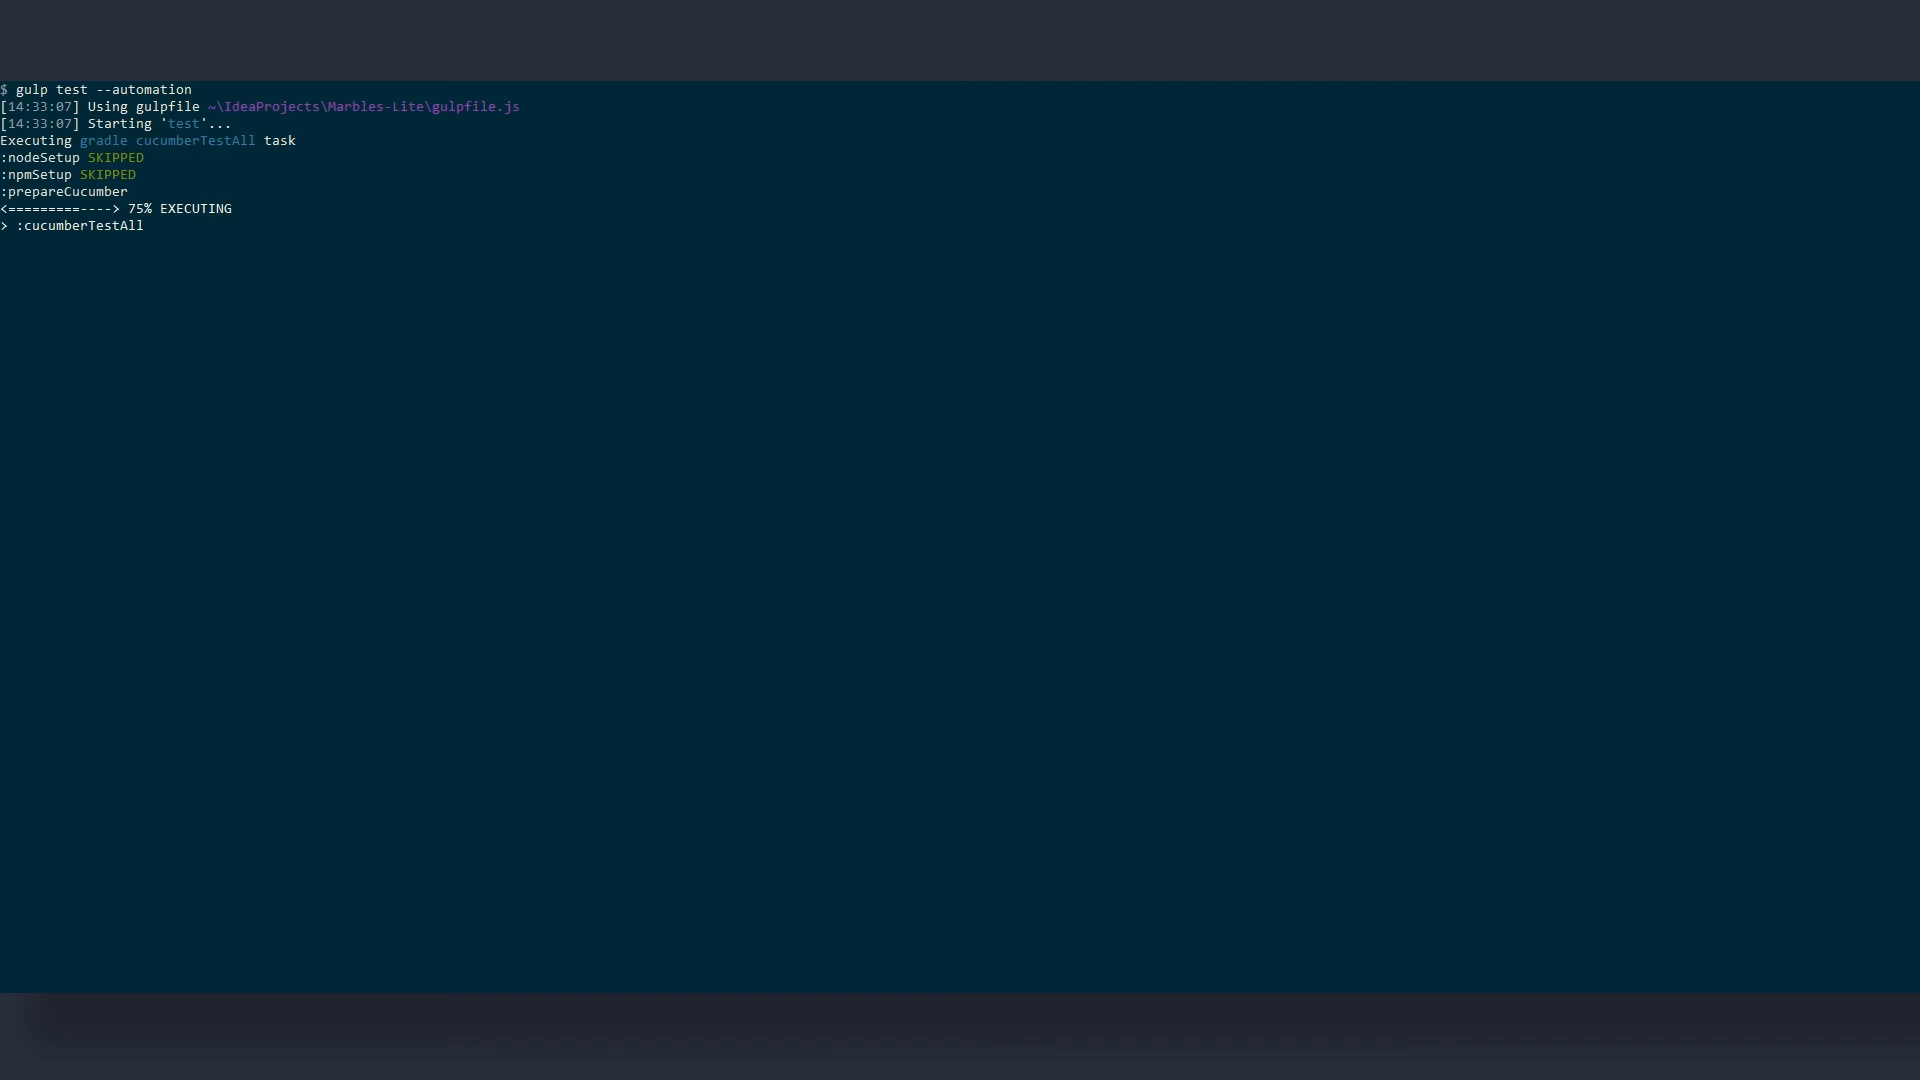 $ gulp test --automation
[14:33:07] Using gulpfile ~\IdeaProjects\Marbles-Lite\gulpfile.js
[14:33:07] Starting 'test'...
Executing gradle cucumberTestAll task
:nodeSetup SKIPPED
:npmSetup SKIPPED
:prepareCucumber
<=========----> 75% EXECUTING
> :cucumberTestAll